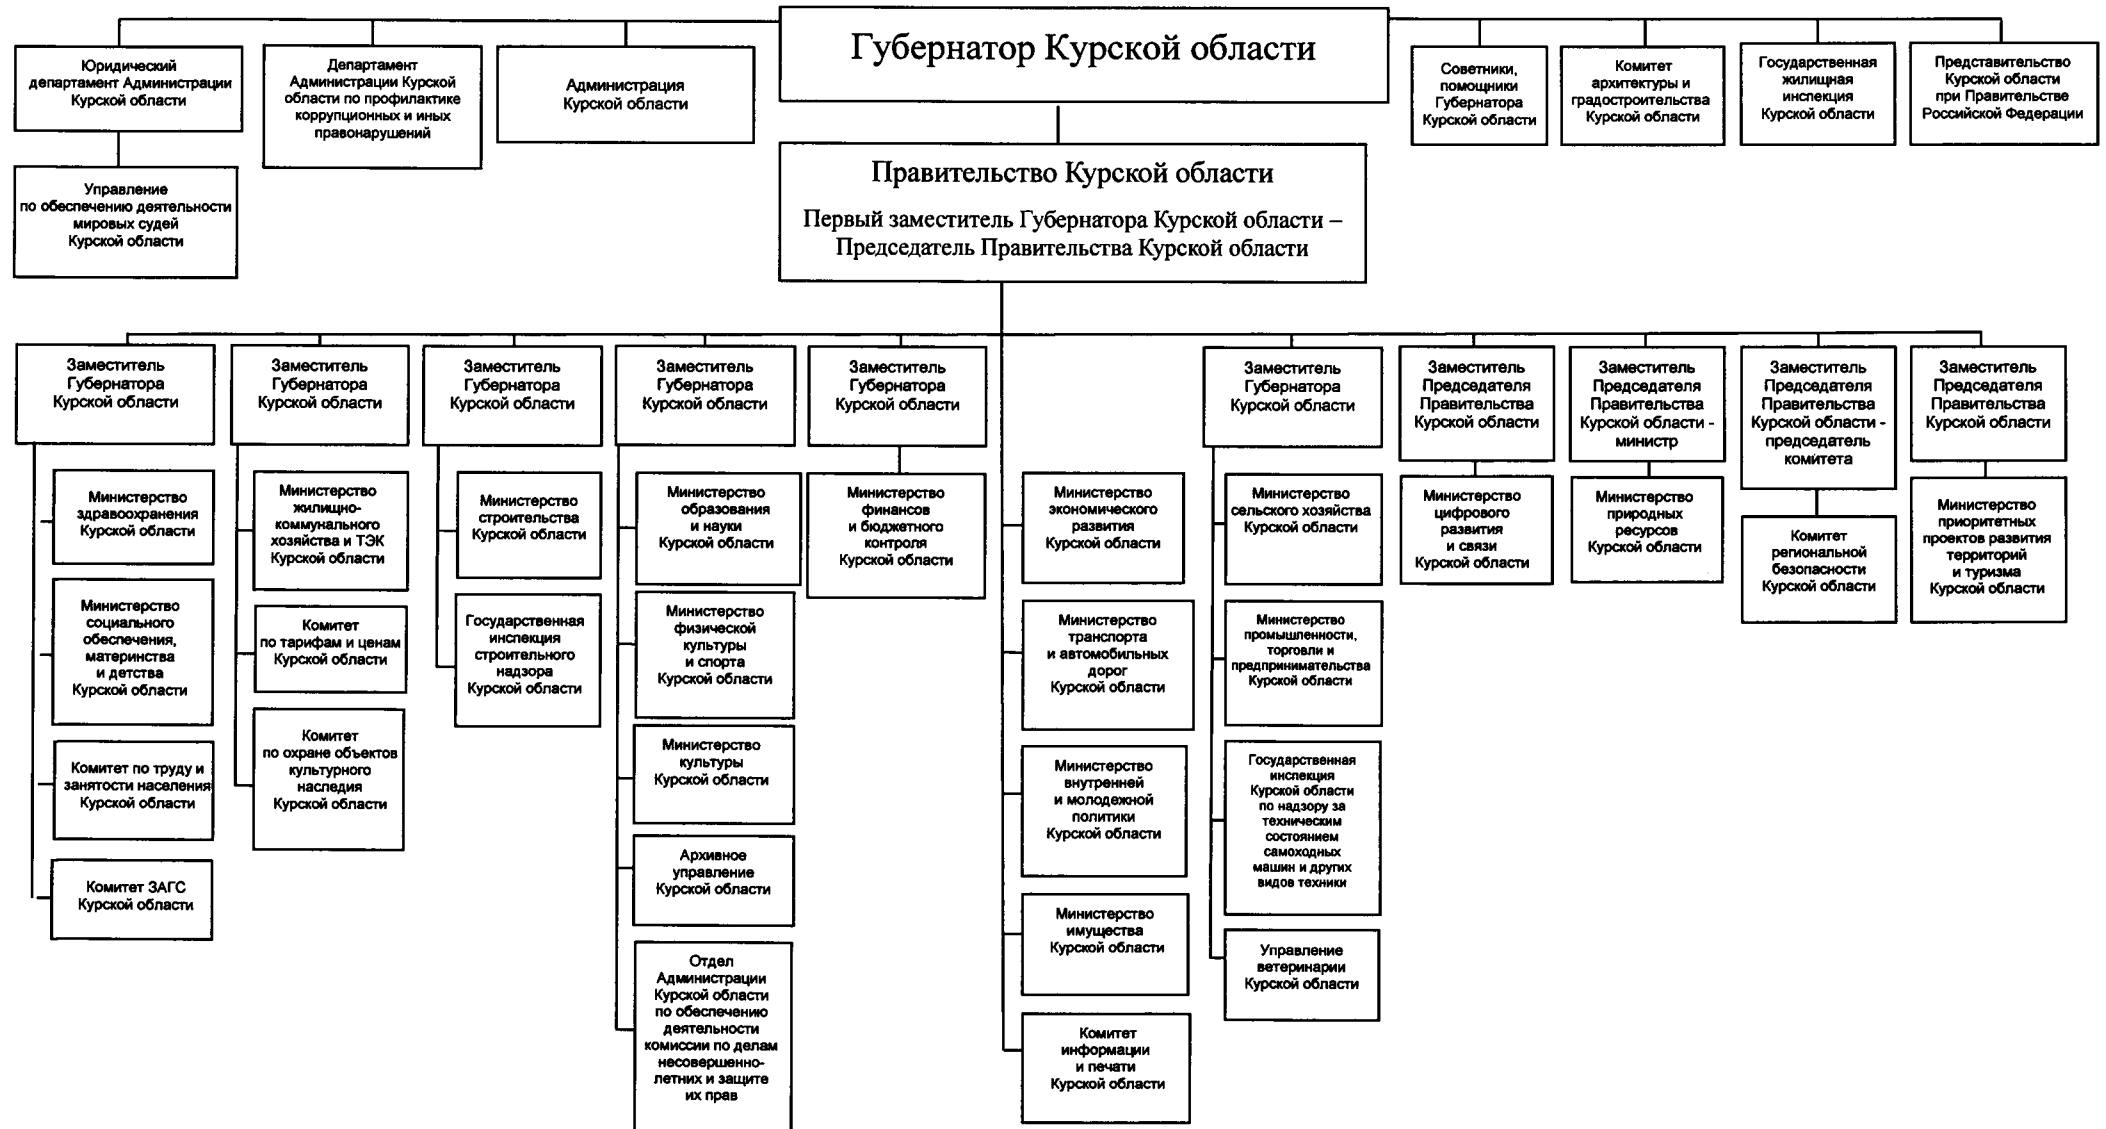 Губернатор Курской области
Юридический
департамент Администрации
Курской области
Департамент
Администрации Курской
области по профилактике
коррупционных и иных
правонарушений
Администрация
Курской области
Советники,
помощники
Губернатора
Курской области
Комитет
архитектуры и
градостроительства
Курской области
Государственная
жилищная
инспекция
Курской области
Представительство
Курской области
при Правительстве
Российской Федерации
Управление
по обеспечению деятельности
мировых судей
Курской области
Правительство Курской области
Первый заместитель Губернатора Курской области –
Председатель Правительства Курской области
Заместитель
Губернатора
Курской области
Министерство
здравоохранения
Курской области
Министерство
социального
обеспечения,
материнства
и детства
Курской области
Комитет по труду и
занятости населения
Курской области
Комитет ЗАГС
Курской области
Заместитель
Губернатора
Курской области
Министерство
жилищно-
коммунального
хозяйства и ТЭК
Курской области
Комитет
по тарифам и ценам
Курской области
Комитет
по охране объектов
культурного
наследия
Курской области
Заместитель
Губернатора
Курской области
Министерство
строительства
Курской области
Государственная
инспекция
строительного
надзора
Курской области
Заместитель
Губернатора
Курской области
Министерство
образования
и науки
Курской области
Министерство
физической
культуры
и спорта
Курской области
Министерство
культуры
Курской области
Архивное
управление
Курской области
Отдел
Администрации
Курской области
по обеспечению
деятельности
комиссии по делам
несовершенно-
летних и защите
их прав
Заместитель
Губернатора
Курской области
Министерство
финансов
и бюджетного
контроля
Курской области
Министерство
экономического
развития
Курской области
Министерство
транспорта
и автомобильных
дорог
Курской области
Министерство
внутренней
и молодежной
политики
Курской области
Министерство
имущества
Курской области
Комитет
информации
и печати
Курской области
Заместитель
Губернатора
Курской области
Министерство
сельского хозяйства
Курской области
Министерство
промышленности,
торговли и
предпринимательства
Курской области
Государственная
инспекция
Курской области
по надзору за
техническим
состоянием
самоходных
машин и других
видов техники
Управление
ветеринарии
Курской области
Заместитель
Председателя
Правительства
Курской области
Министерство
цифрового
развития
и связи
Курской области
Заместитель
Председателя
Правительства
Курской области -
министр
Министерство
природных
ресурсов
Курской области
Заместитель
Председателя
Правительства
Курской области -
председатель
комитета
Комитет
региональной
безопасности
Курской области
Заместитель
Председателя
Правительства
Курской области
Министерство
приоритетных
проектов развития
территорий
и туризма
Курской области